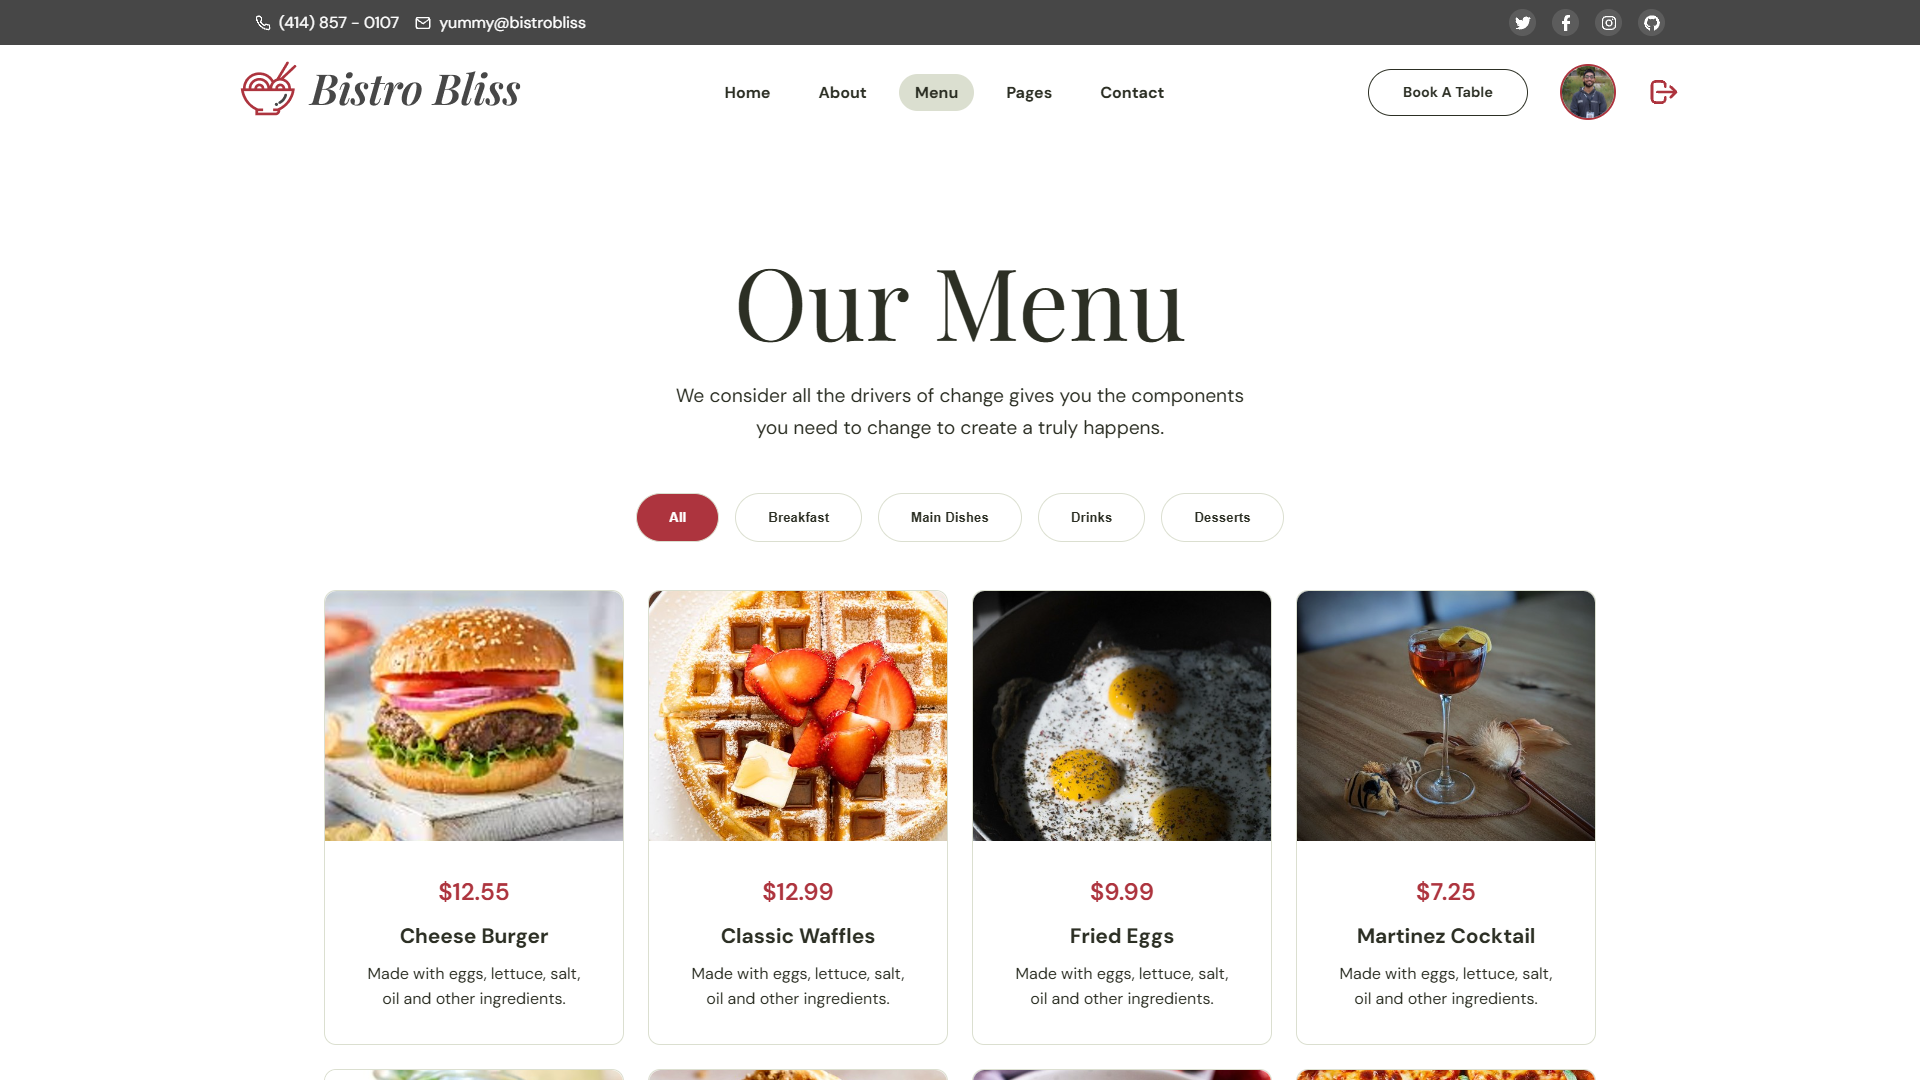 (414) 857 - 0107 yummy@bistrobliss
Bistro Bliss
Home About Menu Pages Contact
Book A Table
Our Menu
We consider all the drivers of change gives you the components
you need to change to create a truly happens.
All Breakfast Main Dishes Drinks Desserts
$12.55
Cheese Burger
Made with eggs, lettuce, salt,
oil and other ingredients.
$12.99
Classic Waffles
Made with eggs, lettuce, salt,
oil and other ingredients.
$9.99
Fried Eggs
Made with eggs, lettuce, salt,
oil and other ingredients.
$7.25
Martinez Cocktail
Made with eggs, lettuce, salt,
oil and other ingredients.